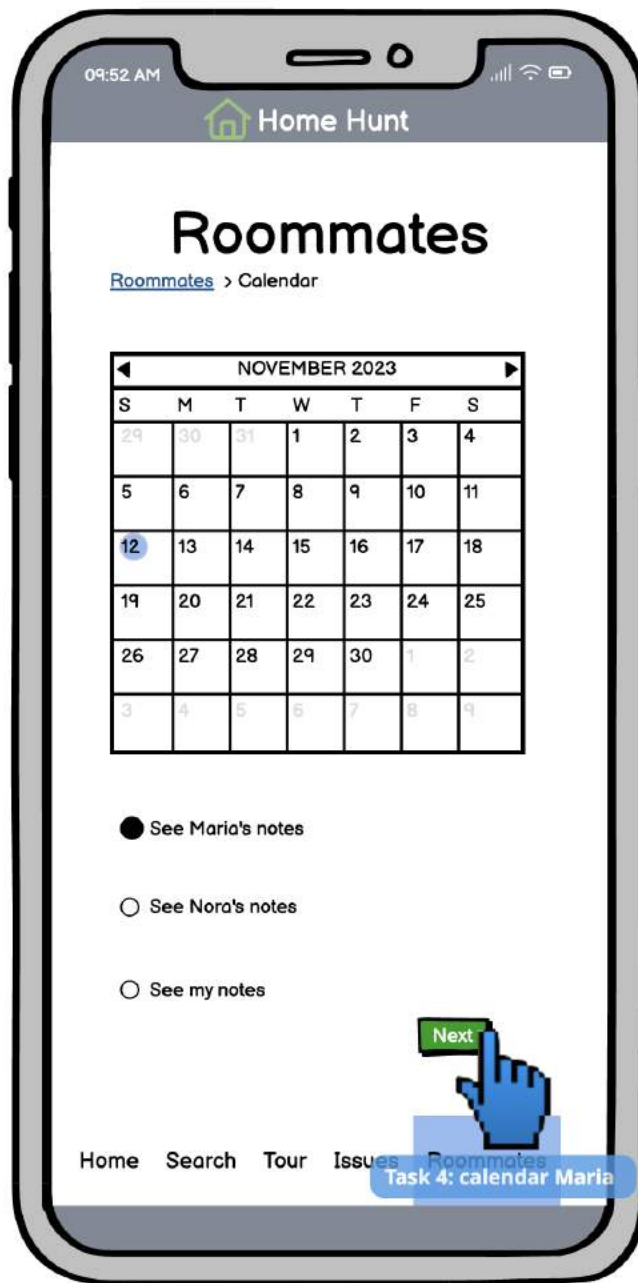 09:52 AM
Home Hunt
Roommates
Roommates > Calendar
NOVEMBER 2023
S M T W T F S
29 30 31 1 2 3 4
5 6 7 8 9 10 11
12 13 14 15 16 17 18
19 20 21 22 23 24 25
26 27 28 29 30 1 2
3 4 5 6 7 8 9
See Maria's notes
See Nora's notes
See my notes
Next
Home Search Tour Issues Roommates
Task 4: calendar Maria